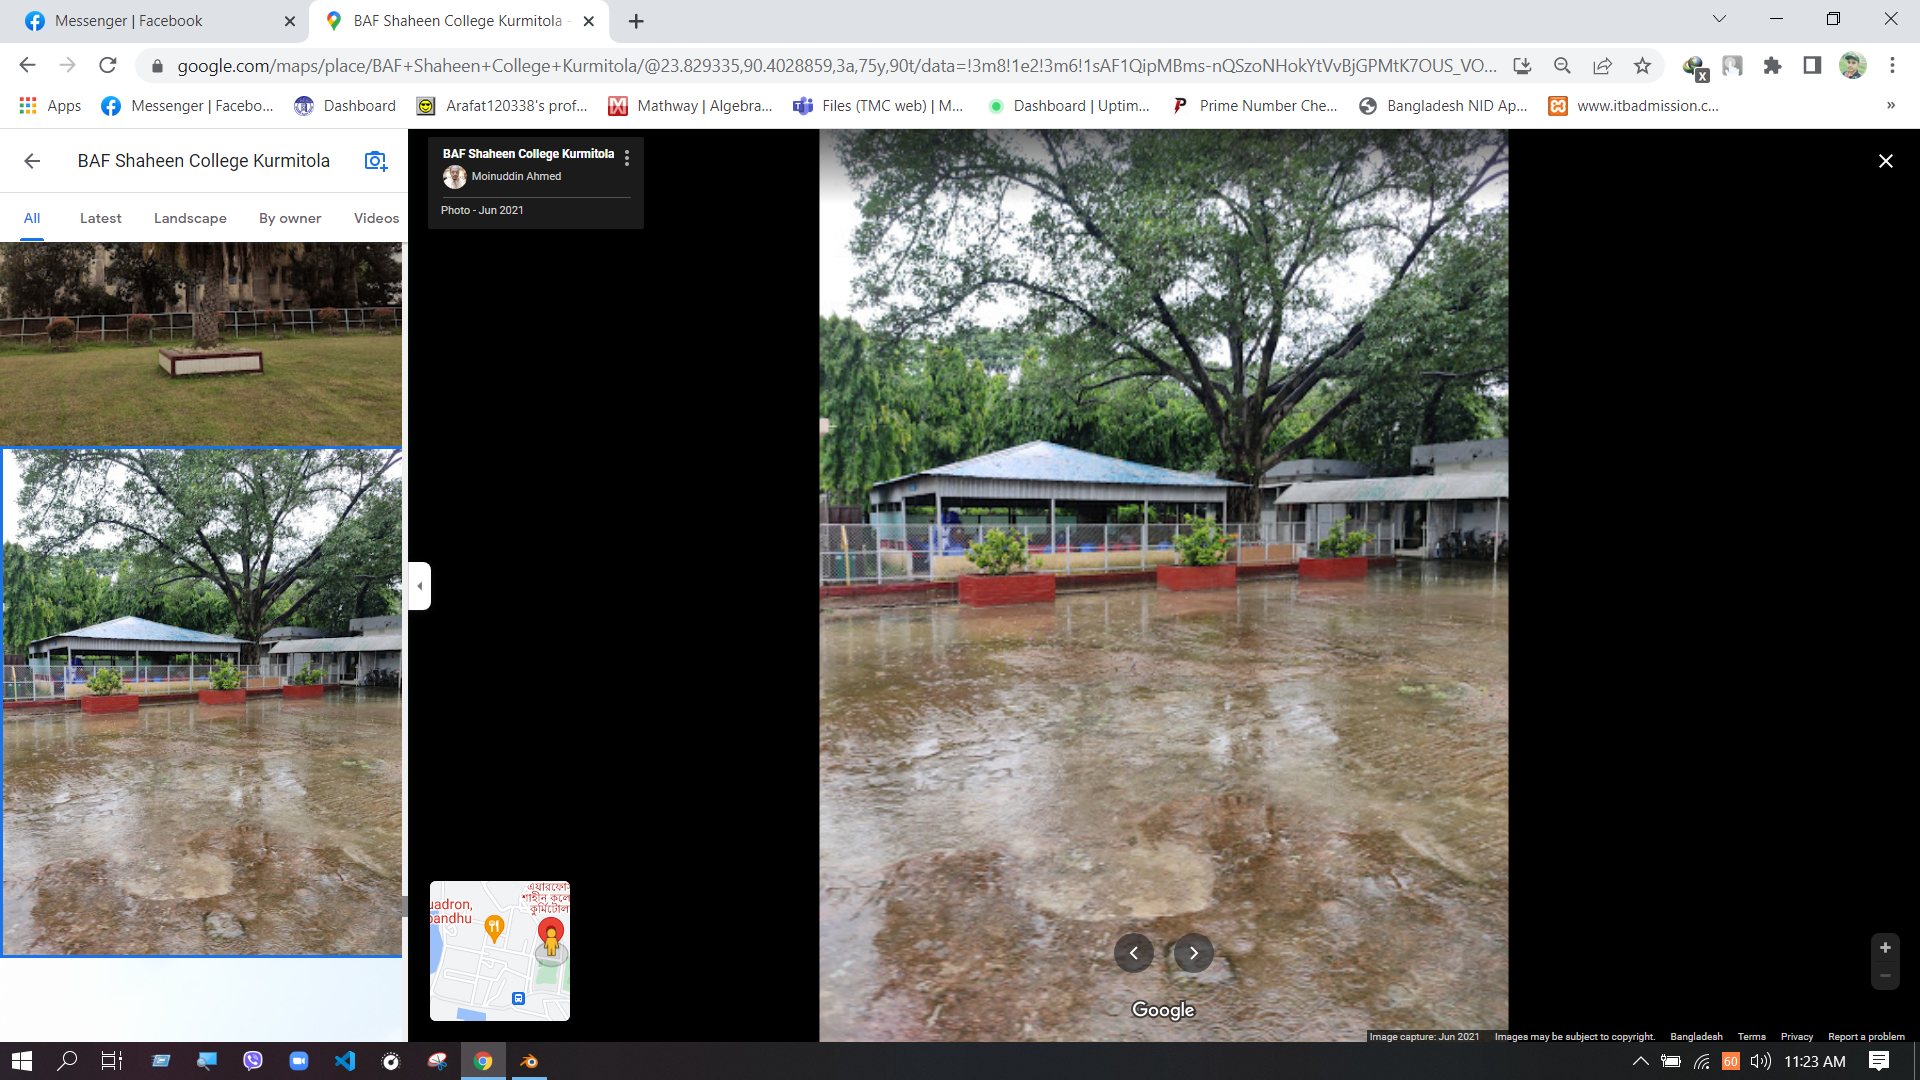 Messenger | Facebook
BAF Shaheen College Kurmitola
google.com/maps/place/BAF+Shaheen+College+Kurmitola/@23.829335,90.4028859,3a,75y,90t/data=!3m8!1e2!3m6!1sAF1QipMBms-nQSzoNHokYtVvBjGPMtK7OUS_VO...
X
Apps
Messenger | Facebo...
Dashboard
Arafat120338's prof...
Mathway | Algebra...
Files (TMC web) | M...
Dashboard | Uptim...
Prime Number Che...
Bangladesh NID Ap...
www.itbadmission.c...
»
BAF Shaheen College Kurmitola
All
Latest
Landscape
By owner
Videos
BAF Shaheen College Kurmitola
Moinuddin Ahmed
Photo - Jun 2021
এয়ারফোর্স
শাহীন কলে
কুর্মিটোল
uadron,
bandhu
Google
Image capture: Jun 2021 Images may be subject to copyright. Bangladesh Terms Privacy Report a problem
60
11:23 AM